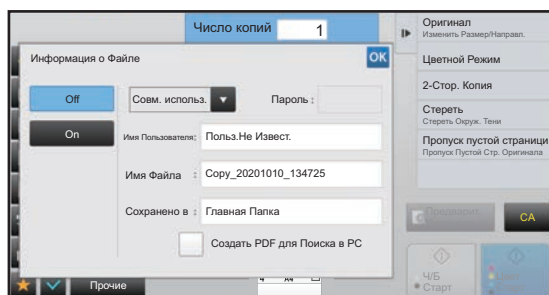 Число копий 1
Информация о Файле
OK
Off
On
Совм. использ.
Пароль :
Имя Пользователя:
Польз.Не Извест.
Имя Файла :
Copy_20201010_134725
Сохранено в :
Главная Папка
Создать PDF для Поиска в PC
Прочие
Оригинал
Изменить Размер/Направл.
Цветной Режим
2-Стор. Копия
Стереть
Стереть Окруж. Тени
Пропуск пустой страници
Пропуск Пустой Стр. Оригинала
Предварит.
CA
Ч/Б
Старт